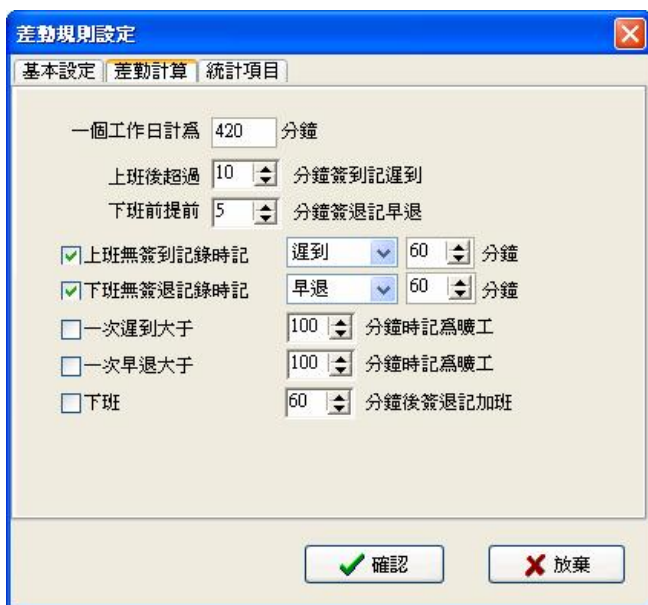 差勤規則設定
基本設定 差勤計算 統計項目
一個工作日計爲 420 分鐘
上班後超過 10 分鐘簽到記遲到
下班前提前 5 分鐘簽退記早退
上班無簽到記錄時記 遲到 60 分鐘
下班無簽退記錄時記 早退 60 分鐘
一次遲到大于 100 分鐘時記爲曠工
一次早退大于 100 分鐘時記爲曠工
下班 60 分鐘後簽退記加班
確認 放棄